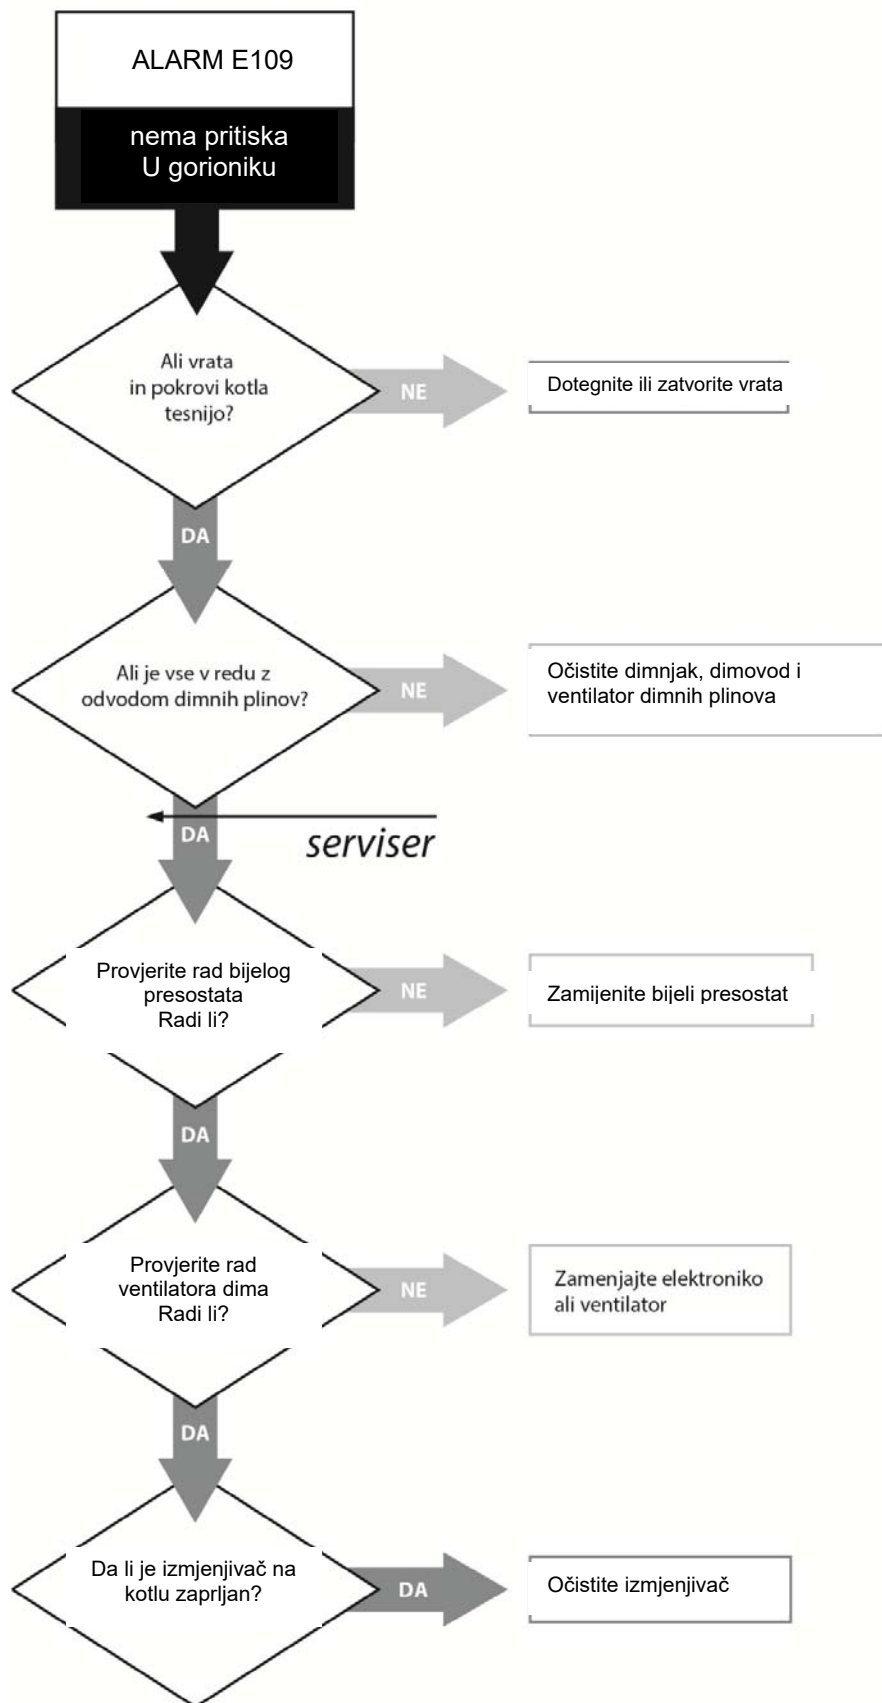 ALARM E109
nema pritiska
U gorioniku
Ali vrata
in pokrovi kotla
tesnijo?
NE
Dotegnite ili zatvorite vrata
DA
Ali je vse v redu z
odvodom dimnih plinov?
NE
Očistite dimnjak, dimovod i
ventilator dimnih plinova
DA
serviser
Provjerite rad bijelog
presostata
Radi li?
NE
Zamijenite bijeli presostat
DA
Provjerite rad
ventilatora dima
Radi li?
NE
Zamenjajte elektroniko
ali ventilator
DA
Da li je izmjenjivač na
kotlu zaprljan?
DA
Očistite izmjenjivač